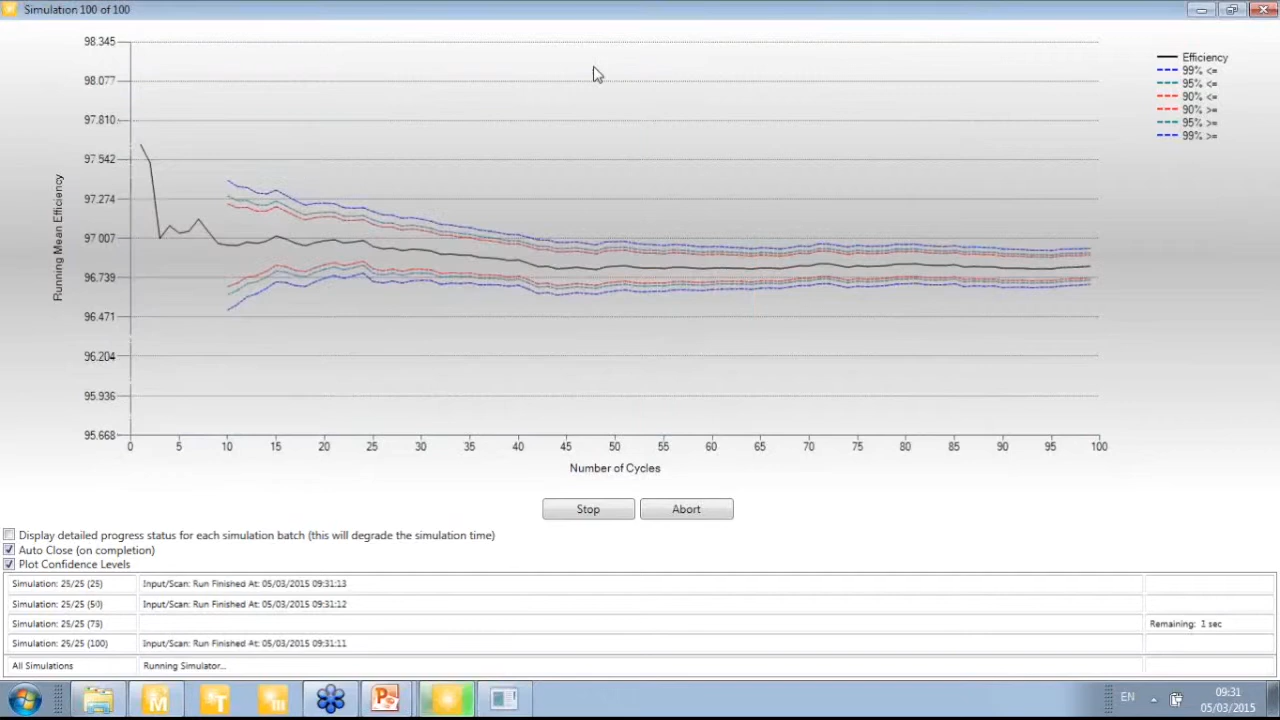 Simulation 100 of 100
98.345
98.077
97.810
97.542
97.274
97.007
96.739
96.471
96.204
95.936
95.668
Running Mean Efficiency
0 5 10 15 20 25 30 35 40 45 50 55 60 65 70 75 80 85 90 95 100
Number of Cycles
Efficiency
99% <=
95% <=
90% <=
90% >=
95% >=
99% >=
Stop Abort
Display detailed progress status for each simulation batch (this will degrade the simulation time)
Auto Close (on completion)
Plot Confidence Levels
Simulation: 25/25 (25) Input/Scan: Run Finished At: 05/03/2015 09:31:13
Simulation: 25/25 (50) Input/Scan: Run Finished At: 05/03/2015 09:31:12
Simulation: 25/25 (75) Remaining: 1 sec
Simulation: 25/25 (100) Input/Scan: Run Finished At: 05/03/2015 09:31:11
All Simulations Running Simulator...
M T m P EN 09:31
05/03/2015